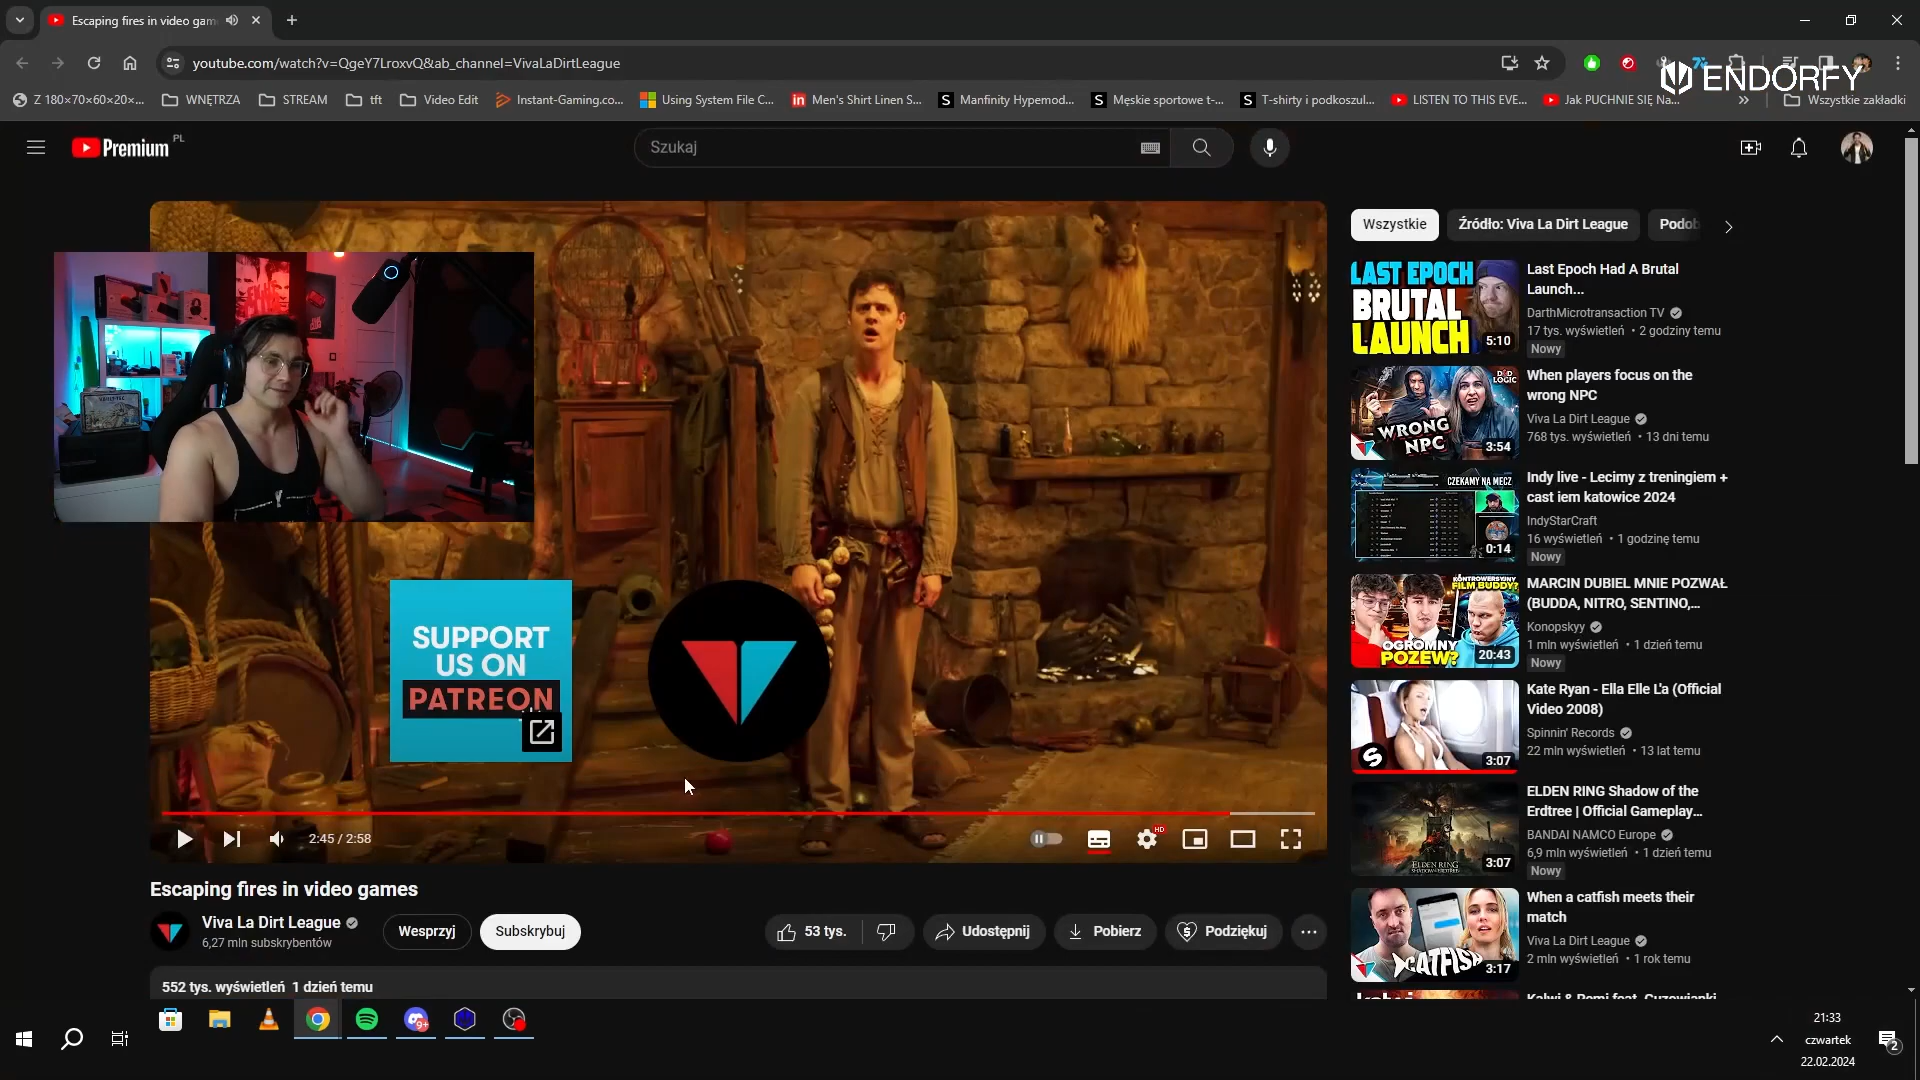 Escaping fires in video gam
youtube.com/watch?v=QgeY7LroxvQ&ab_channel=VivaLaDirtLeague
ENDORFY
Z 180×70×60×20×...
WNĘTRZA
STREAM
tft
Video Edit
Instant-Gaming.co...
Using System File C...
Men's Shirt Linen S...
Manfinity Hypemod...
Męskie sportowe t-...
T-shirty i podkoszul...
LISTEN TO THIS EVE...
Jak PUCHNIE SIĘ Na...
Wszystkie zakładki
Premium PL
Szukaj
Wszystkie
Źródło: Viva La Dirt League
Podob
SUPPORT
US ON
PATREON
2:45 / 2:58
HD
Escaping fires in video games
Viva La Dirt League
6,27 mln subskrybentów
Wesprzyj
Subskrybuj
53 tys.
Udostępnij
Pobierz
Podziękuj
552 tys. wyświetleń 1 dzień temu
LAST EPOCH
BRUTAL
LAUNCH
5:10
Last Epoch Had A Brutal
Launch...
DarthMicrotransaction TV
17 tys. wyświetleń • 2 godziny temu
Nowy
D&D
LOGIC
WRONG
NPC
3:54
When players focus on the
wrong NPC
Viva La Dirt League
768 tys. wyświetleń • 13 dni temu
CZEKAMY NA MECZ
0:14
Indy live - Lecimy z treningiem +
cast iem katowice 2024
IndyStarCraft
16 wyświetleń • 1 godzinę temu
Nowy
KONTROWERSYJNY
FILM BUDDY?
OGROMNY
POZEW?
20:43
MARCIN DUBIEL MNIE POZWAŁ
(BUDDA, NITRO, SENTINO,...
Konopskyy
1 mln wyświetleń • 1 dzień temu
Nowy
3:07
Kate Ryan - Ella Elle L'a (Official
Video 2008)
Spinnin' Records
22 mln wyświetleń • 13 lat temu
ELDEN RING
3:07
ELDEN RING Shadow of the
Erdtree | Official Gameplay...
BANDAI NAMCO Europe
6,9 mln wyświetleń • 1 dzień temu
Nowy
CATFISH
3:17
When a catfish meets their
match
Viva La Dirt League
2 mln wyświetleń • 1 rok temu
9+
21:33
czwartek
22.02.2024
2